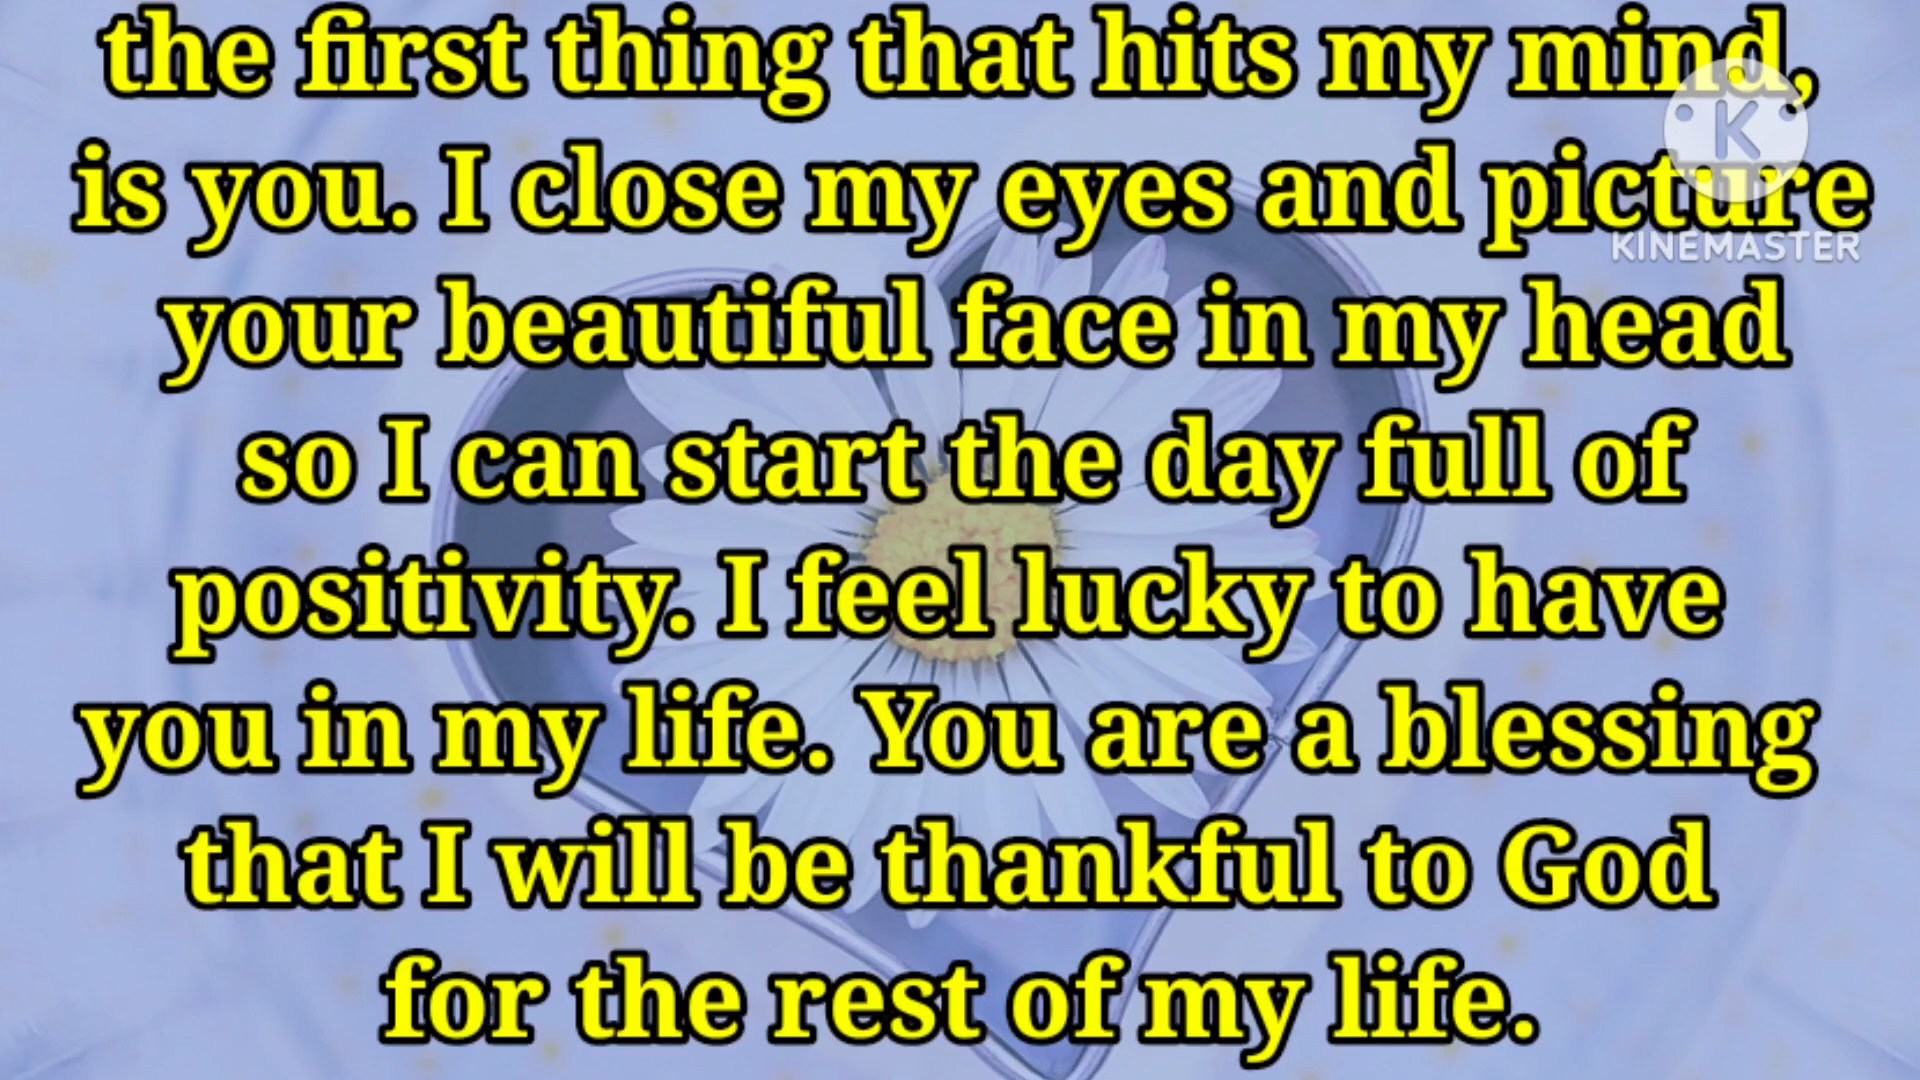 the first thing that hits my mind,
is you. I close my eyes and picture
your beautiful face in my head
so I can start the day full of
positivity. I feel lucky to have
you in my life. You are a blessing
that I will be thankful to God
for the rest of my life.
K
KINEMASTER